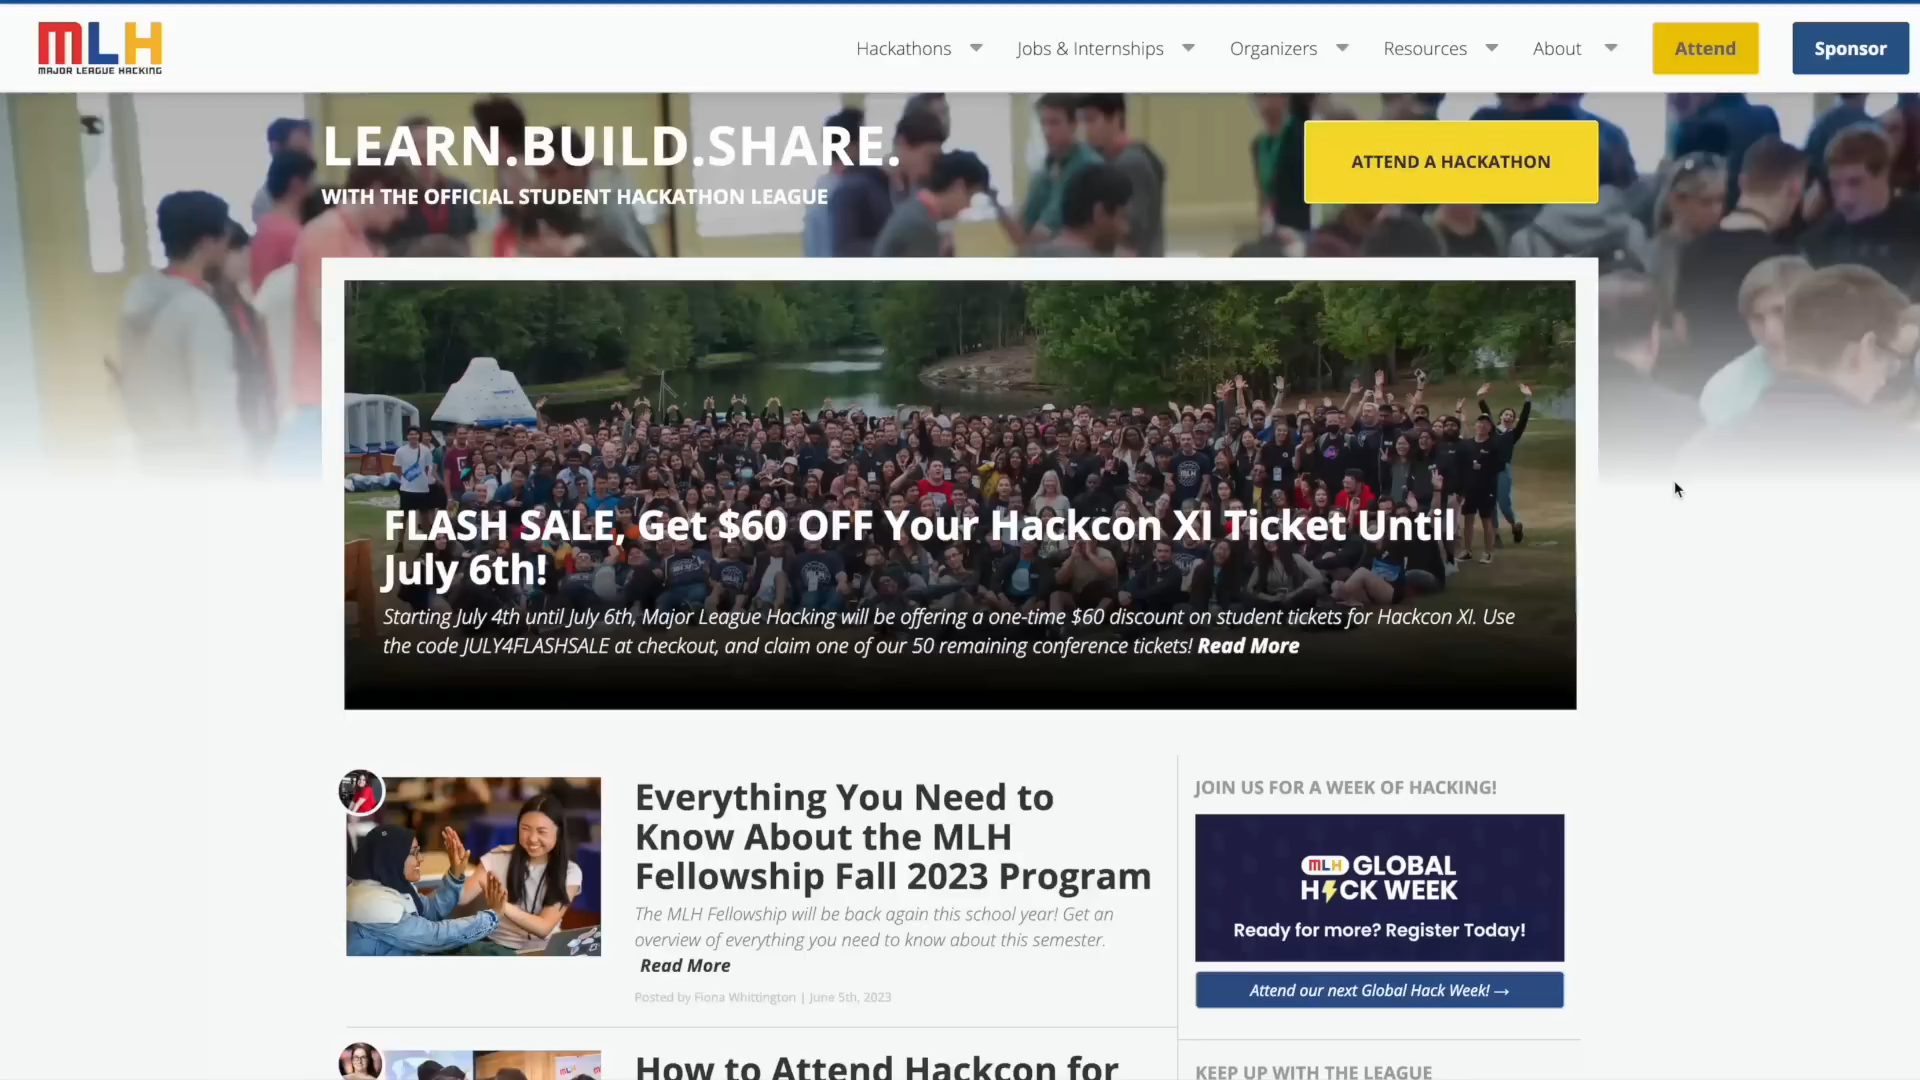 MLH
MAJOR LEAGUE HACKING
Hackathons
Jobs & Internships
Organizers
Resources
About
Attend
Sponsor
LEARN.BUILD.SHARE.
WITH THE OFFICIAL STUDENT HACKATHON LEAGUE
ATTEND A HACKATHON
FLASH SALE, Get $60 OFF Your Hackcon XI Ticket Until
July 6th!
Starting July 4th until July 6th, Major League Hacking will be offering a one-time $60 discount on student tickets for Hackcon XI. Use
the code JULY4FLASHSALE at checkout, and claim one of our 50 remaining conference tickets! Read More
Everything You Need to
Know About the MLH
Fellowship Fall 2023 Program
The MLH Fellowship will be back again this school year! Get an
overview of everything you need to know about this semester.
Read More
Posted by Fiona Whittington | June 5th, 2023
How to Attend Hackcon for
JOIN US FOR A WEEK OF HACKING!
MLH GLOBAL
H⚡CK WEEK
Ready for more? Register Today!
Attend our next Global Hack Week! →
KEEP UP WITH THE LEAGUE